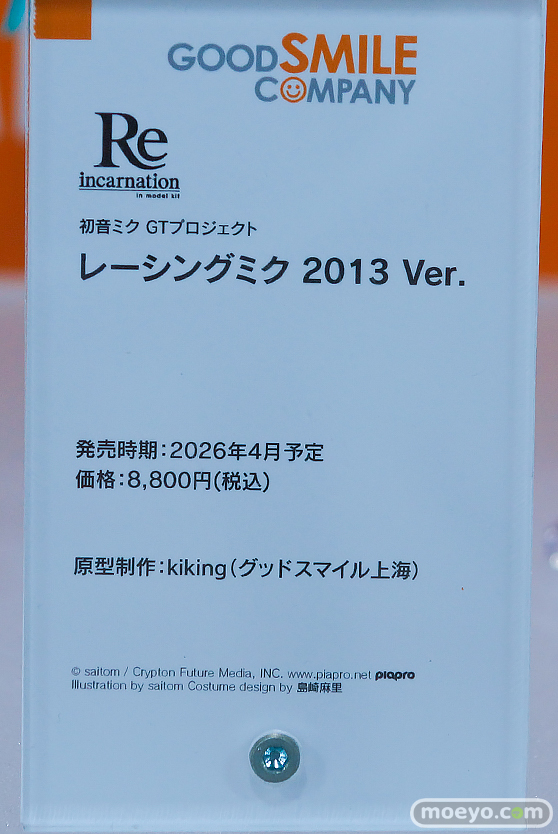 GOODSMILE
COMPANY
Re
incarnation
in model kit
初音ミク GTプロジェクト
レーシングミク 2013 Ver.
発売時期:2026年4月予定
価格:8,800円(税込)
原型制作:kiking(グッドスマイル上海)
© saitom / Crypton Future Media, INC. www.piapro.net piapro
Illustration by saitom Costume design by 島崎麻里
moeyo.com